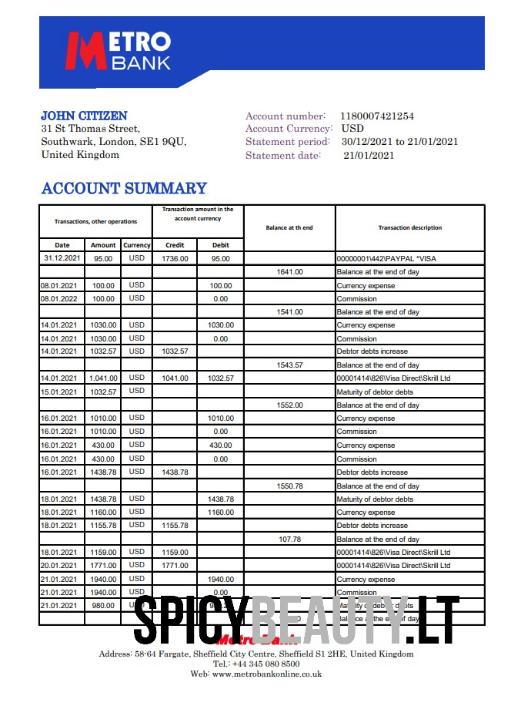 METRO
BANK
JOHN CITIZEN
31 St Thomas Street,
Southwark, London, SE1 9QU,
United Kingdom
Account number: 1180007421254
Account Currency: USD
Statement period: 30/12/2021 to 21/01/2021
Statement date: 21/01/2021
ACCOUNT SUMMARY
Transactions, other operations
Transaction amount in the
account currency
Balance at th end
Transaction description
Date Amount Currency Credit Debit
31.12.2021 95.00 USD 1736.00 95.00 00000001\442\PAYPAL *VISA
1641.00 Balance at the end of day
08.01.2021 100.00 USD 100.00 Currency expense
08.01.2022 100.00 USD 0.00 Commission
1541.00 Balance at the end of day
14.01.2021 1030.00 USD 1030.00 Currency expense
14.01.2021 1030.00 USD 0.00 Commission
14.01.2021 1032.57 USD 1032.57 Debtor debts increase
1543.57 Balance at the end of day
14.01.2021 1.041.00 USD 1041.00 1032.57 00001414\826\Visa Direct\Skrill Ltd
15.01.2021 1032.57 USD Maturity of debtor debts
1552.00 Balance at the end of day
16.01.2021 1010.00 USD 1010.00 Currency expense
16.01.2021 1010.00 USD 0.00 Commission
16.01.2021 430.00 USD 430.00 Currency expense
16.01.2021 430.00 USD 0.00 Commission
16.01.2021 1438.78 USD 1438.78 Debtor debts increase
1550.78 Balance at the end of day
18.01.2021 1438.78 USD 1438.78 Maturity of debtor debts
18.01.2021 1160.00 USD 1160.00 Currency expense
18.01.2021 1155.78 USD 1155.78 Debtor debts increase
107.78 Balance at the end of day
18.01.2021 1159.00 USD 1159.00 00001414\826\Visa Direct\Skrill Ltd
20.01.2021 1771.00 USD 1771.00 00001414\826\Visa Direct\Skrill Ltd
21.01.2021 1940.00 USD 1940.00 Currency expense
21.01.2021 1940.00 USD 0.00 Commission
21.01.2021 980.00 Maturity of debtor debts
Balance at the end of day
SPICYBEAUTY.LT
Metro Bank
Address: 58-64 Fargate, Sheffield City Centre, Sheffield S1 2HE, United Kingdom
Tel.: +44 345 080 8500
Web: www.metrobankonline.co.uk